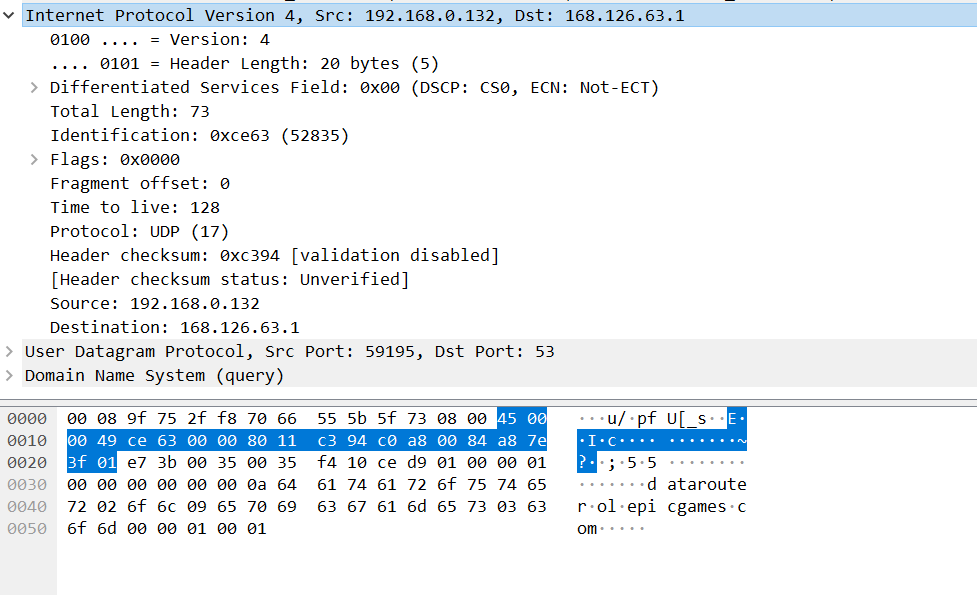 Internet Protocol Version 4, Src: 192.168.0.132, Dst: 168.126.63.1
0100 .... = Version: 4
.... 0101 = Header Length: 20 bytes (5)
Differentiated Services Field: 0x00 (DSCP: CS0, ECN: Not-ECT)
Total Length: 73
Identification: 0xce63 (52835)
Flags: 0x0000
Fragment offset: 0
Time to live: 128
Protocol: UDP (17)
Header checksum: 0xc394 [validation disabled]
[Header checksum status: Unverified]
Source: 192.168.0.132
Destination: 168.126.63.1
User Datagram Protocol, Src Port: 59195, Dst Port: 53
Domain Name System (query)
0000 00 08 9f 75 2f f8 70 66 55 5b 5f 73 08 00 45 00 ···u/·pf U[_s··E·
0010 00 49 ce 63 00 00 80 11 c3 94 c0 a8 00 84 a8 7e ·I·c···· ·······~
0020 3f 01 e7 3b 00 35 00 35 f4 10 ce d9 01 00 00 01 ?··;·5·5 ········
0030 00 00 00 00 00 00 0a 64 61 74 61 72 6f 75 74 65 ·······d ataroute
0040 72 02 6f 6c 09 65 70 69 63 67 61 6d 65 73 03 63 r·ol·epi cgames·c
0050 6f 6d 00 00 01 00 01 om·····